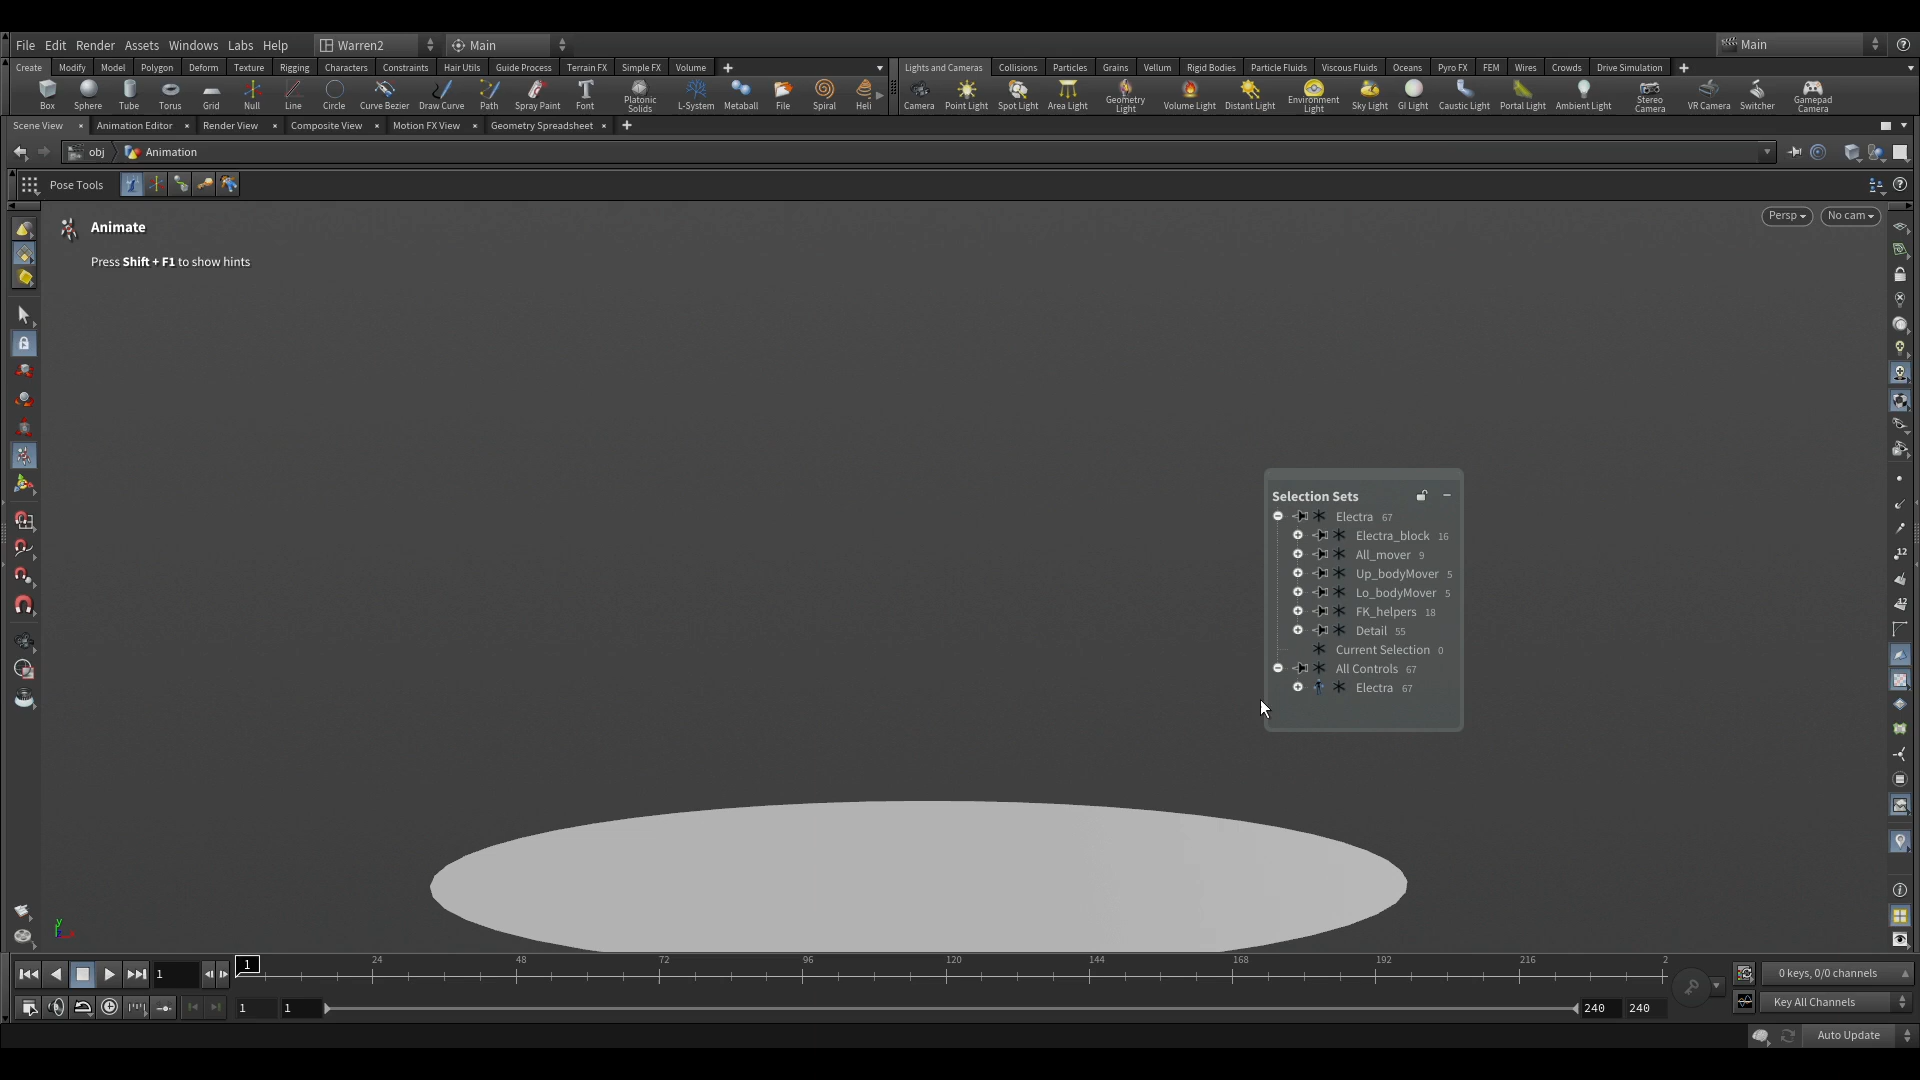 File Edit Render Assets Windows Labs Help Warren2 Main Main
Create Modify Model Polygon Deform Texture Rigging Characters Constraints Hair Utils Guide Process Terrain FX Simple FX Volume Lights and Cameras Collisions Particles Grains Vellum Rigid Bodies Particle Fluids Viscous Fluids Oceans Pyro FX FEM Wires Crowds Drive Simulation
Box Sphere Tube Torus Grid Null Line Circle Curve Bezier Draw Curve Path Spray Paint Font Platonic Solids L-System Metaball File Spiral Heli Camera Point Light Spot Light Area Light Geometry Light Volume Light Distant Light Environment Light Sky Light GI Light Caustic Light Portal Light Ambient Light Stereo Camera VR Camera Switcher Gamepad Camera
Scene View Animation Editor Render View Composite View Motion FX View Geometry Spreadsheet
obj Animation
Pose Tools
Persp No cam
Animate
Press Shift + F1 to show hints
Selection Sets
Electra 67
Electra_block 16
All_mover 9
Up_bodyMover 5
Lo_bodyMover 5
FK_helpers 18
Detail 55
Current Selection 0
All Controls 67
Electra 67
12
12
y
1 1 24 48 72 96 120 144 168 192 216 2 0 keys, 0/0 channels
1 1 240 240 Key All Channels
Auto Update